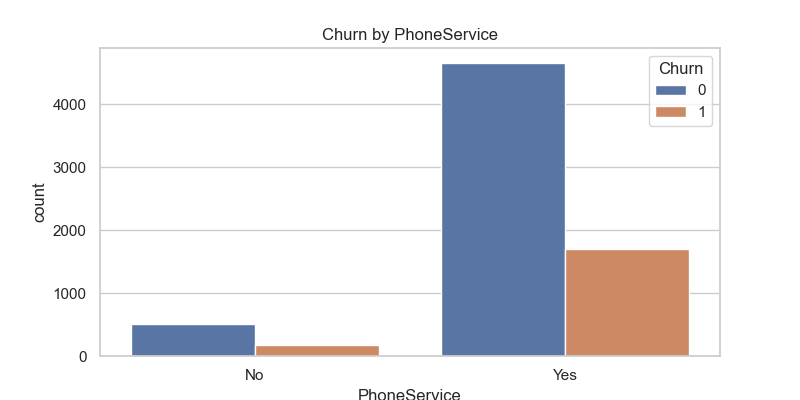 Churn by PhoneService
Churn
0
1
count
4000
3000
2000
1000
0
No
Yes
PhoneService